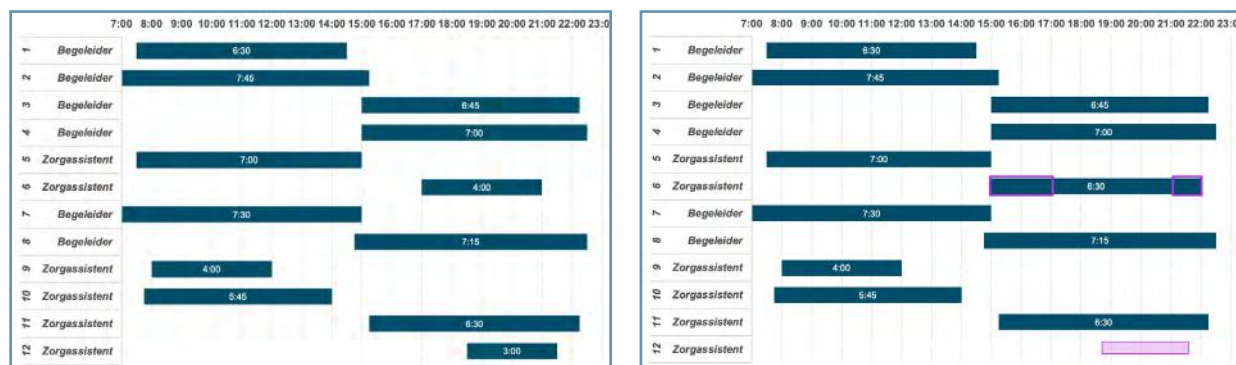 7:00 8:00 9:00 10:00 11:00 12:00 13:00 14:00 15:00 16:00 17:00 18:00 19:00 20:00 21:00 22:00 23:0
1 Begeleider 6:30
2 Begeleider 7:45
3 Begeleider 6:45
4 Begeleider 7:00
5 Zorgassistent 7:00
6 Zorgassistent 4:00
7 Begeleider 7:30
8 Begeleider 7:15
9 Zorgassistent 4:00
10 Zorgassistent 5:45
11 Zorgassistent 6:30
12 Zorgassistent 3:00
7:00 8:00 9:00 10:00 11:00 12:00 13:00 14:00 15:00 16:00 17:00 18:00 19:00 20:00 21:00 22:00 23:0
1 Begeleider 6:30
2 Begeleider 7:45
3 Begeleider 6:45
4 Begeleider 7:00
5 Zorgassistent 7:00
6 Zorgassistent 6:30
7 Begeleider 7:30
8 Begeleider 7:15
9 Zorgassistent 4:00
10 Zorgassistent 5:45
11 Zorgassistent 6:30
12 Zorgassistent